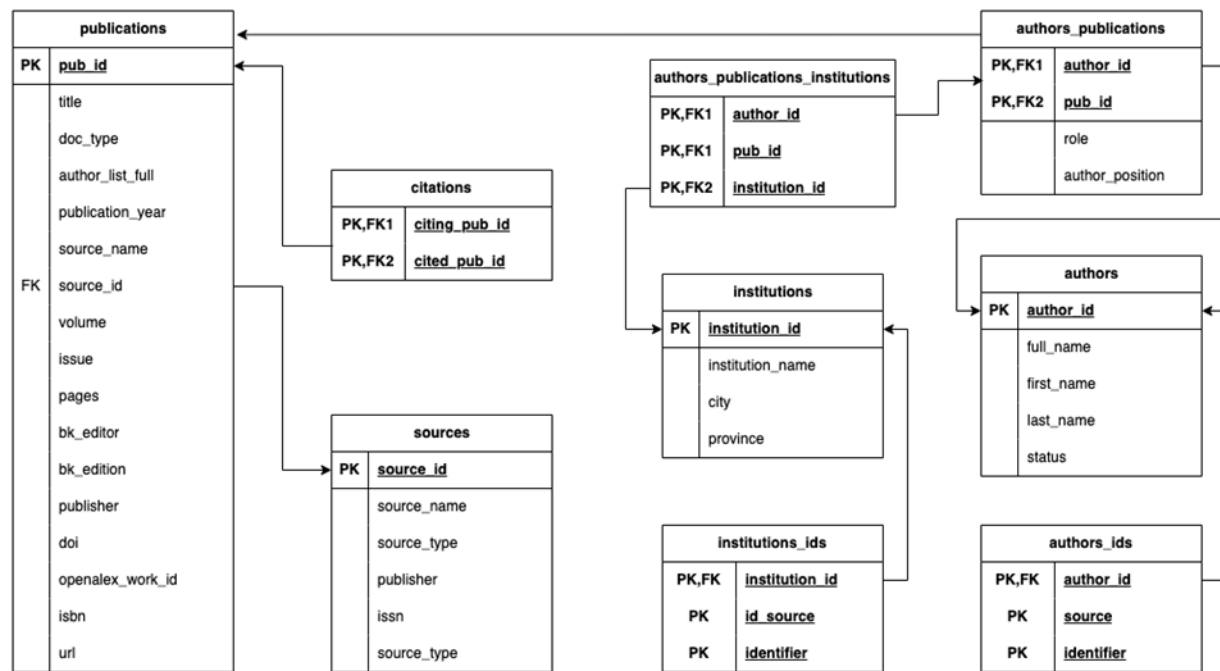 publications
PK pub_id
title
doc_type
author_list_full
publication_year
source_name
FK source_id
volume
issue
pages
bk_editor
bk_edition
publisher
doi
openalex_work_id
isbn
url
citations
PK,FK1 citing_pub_id
PK,FK2 cited_pub_id
sources
PK source_id
source_name
source_type
publisher
issn
source_type
authors_publications_institutions
PK,FK1 author_id
PK,FK1 pub_id
PK,FK2 institution_id
institutions
PK institution_id
institution_name
city
province
institutions_ids
PK,FK institution_id
PK id_source
PK identifier
authors_publications
PK,FK1 author_id
PK,FK2 pub_id
role
author_position
authors
PK author_id
full_name
first_name
last_name
status
authors_ids
PK,FK author_id
PK source
PK identifier